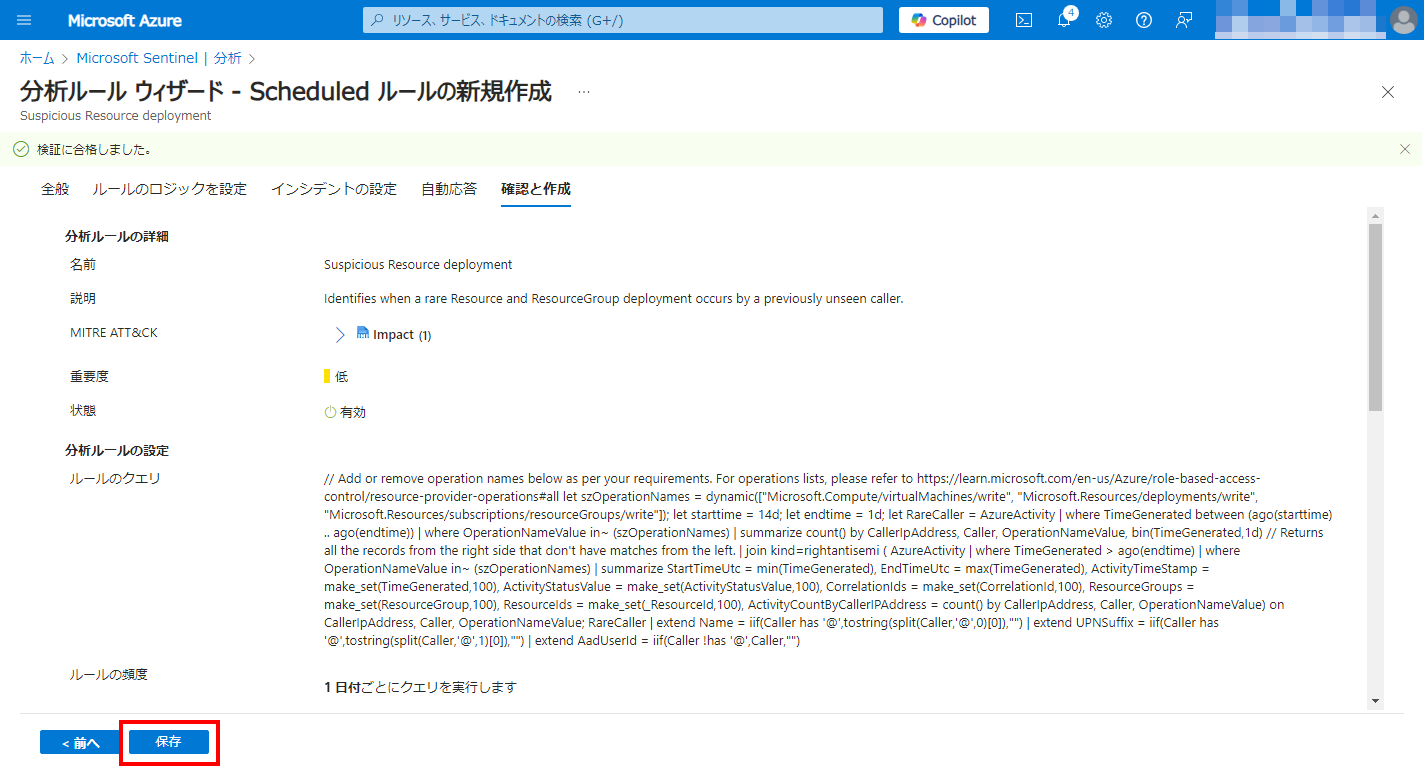 Microsoft Azure
リソース、サービス、ドキュメントの検索 (G+/)
Copilot
4
ホーム > Microsoft Sentinel | 分析 >
分析ルール ウィザード - Scheduled ルールの新規作成 ...
Suspicious Resource deployment
検証に合格しました。
全般 ルールのロジックを設定 インシデントの設定 自動応答 確認と作成
分析ルールの詳細
名前 Suspicious Resource deployment
説明 Identifies when a rare Resource and ResourceGroup deployment occurs by a previously unseen caller.
MITRE ATT&CK Impact (1)
重要度 低
状態 有効
分析ルールの設定
ルールのクエリ // Add or remove operation names below as per your requirements. For operations lists, please refer to https://learn.microsoft.com/en-us/Azure/role-based-access-
control/resource-provider-operations#all let szOperationNames = dynamic(["Microsoft.Compute/virtualMachines/write", "Microsoft.Resources/deployments/write",
"Microsoft.Resources/subscriptions/resourceGroups/write"]); let starttime = 14d; let endtime = 1d; let RareCaller = AzureActivity | where TimeGenerated between (ago(starttime)
.. ago(endtime)) | where OperationNameValue in~ (szOperationNames) | summarize count() by CallerIpAddress, Caller, OperationNameValue, bin(TimeGenerated,1d) // Returns
all the records from the right side that don't have matches from the left. | join kind=rightantisemi ( AzureActivity | where TimeGenerated > ago(endtime) | where
OperationNameValue in~ (szOperationNames) | summarize StartTimeUtc = min(TimeGenerated), EndTimeUtc = max(TimeGenerated), ActivityTimeStamp =
make_set(TimeGenerated,100), ActivityStatusValue = make_set(ActivityStatusValue,100), CorrelationIds = make_set(CorrelationId,100), ResourceGroups =
make_set(ResourceGroup,100), ResourceIds = make_set(_ResourceId,100), ActivityCountByCallerIPAddress = count() by CallerIpAddress, Caller, OperationNameValue) on
CallerIpAddress, Caller, OperationNameValue; RareCaller | extend Name = iif(Caller has '@',tostring(split(Caller,'@',0)[0]),"") | extend UPNSuffix = iif(Caller has
'@',tostring(split(Caller,'@',1)[0]),"") | extend AadUserId = iif(Caller !has '@',Caller,"")
ルールの頻度 1 日付ごとにクエリを実行します
< 前へ 保存